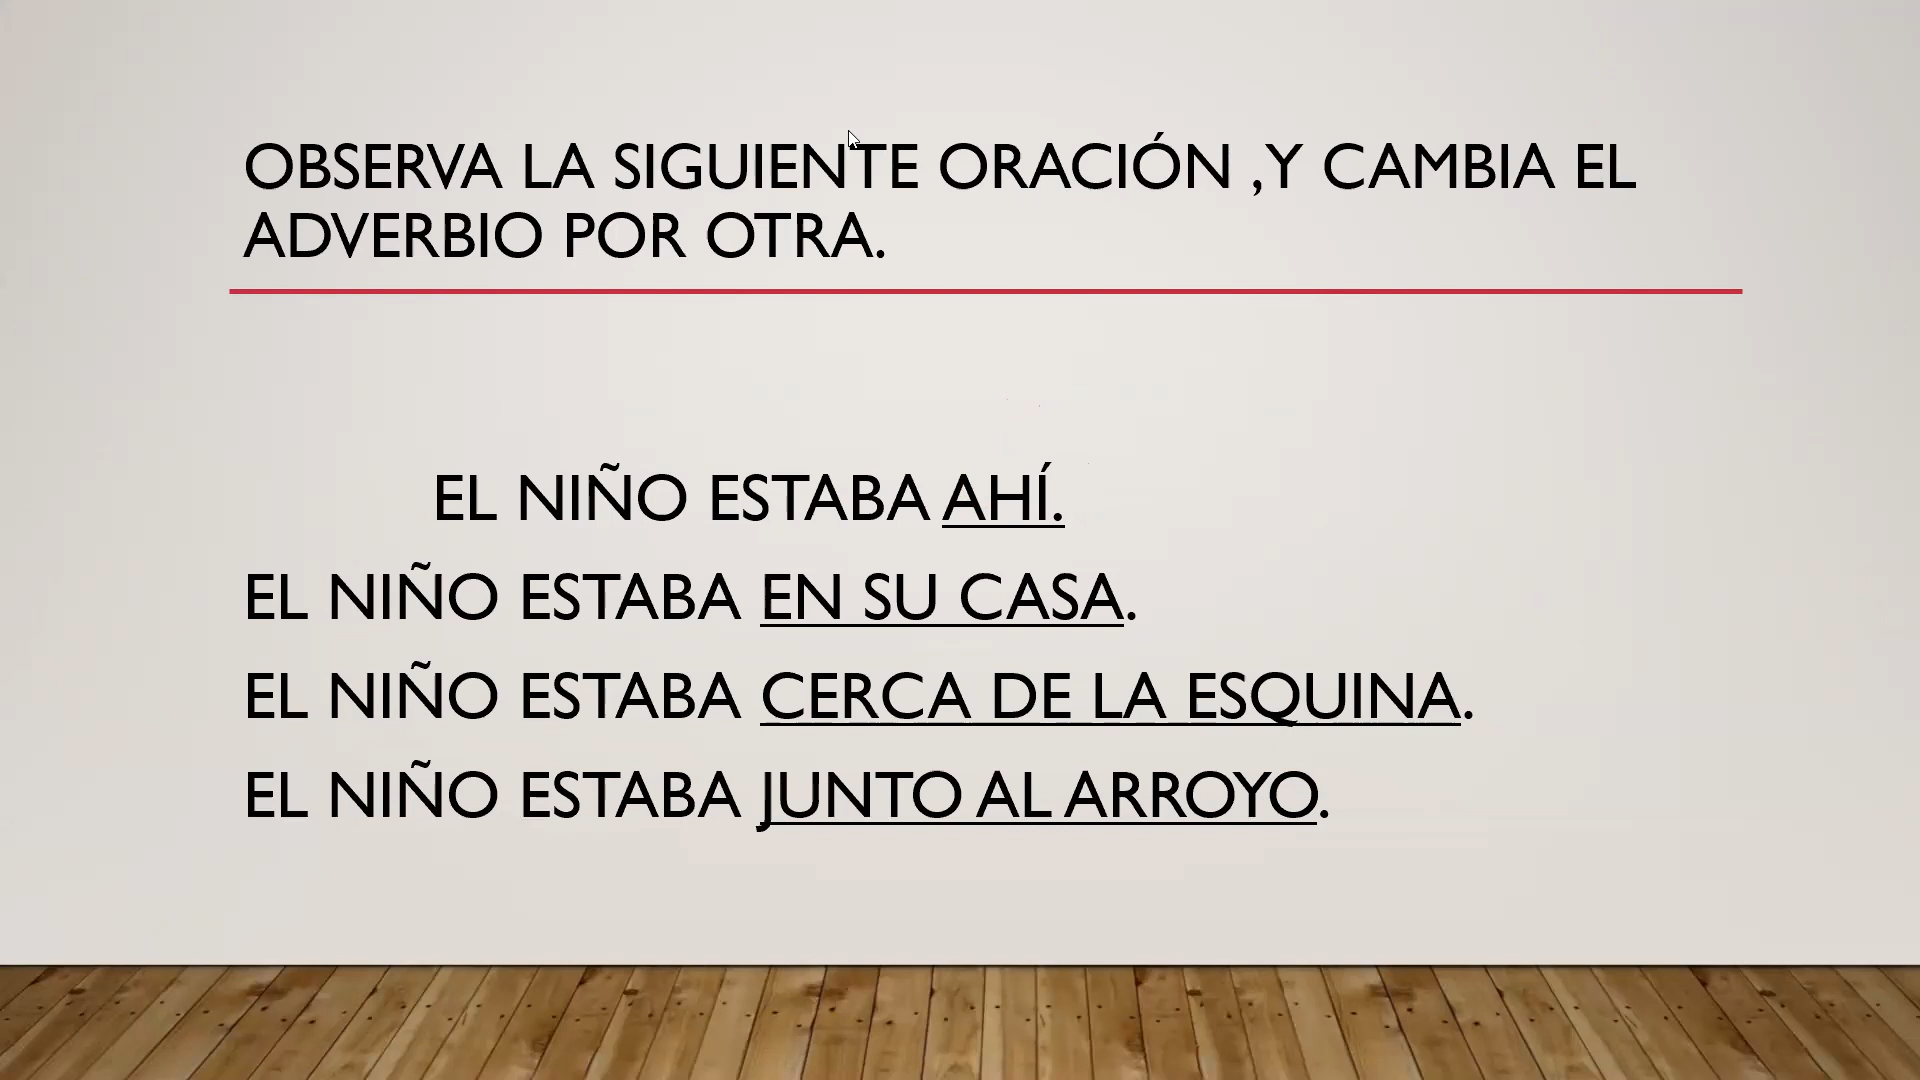 OBSERVA LA SIGUIENTE ORACIÓN ,Y CAMBIA EL
ADVERBIO POR OTRA.
EL NIÑO ESTABA AHÍ.
EL NIÑO ESTABA EN SU CASA.
EL NIÑO ESTABA CERCA DE LA ESQUINA.
EL NIÑO ESTABA JUNTO AL ARROYO.